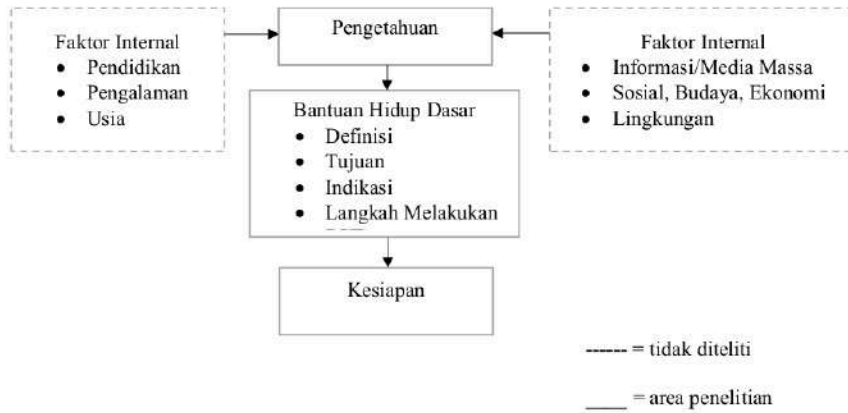 Faktor Internal
• Pendidikan
• Pengalaman
• Usia
Pengetahuan
Faktor Internal
• Informasi/Media Massa
• Sosial, Budaya, Ekonomi
• Lingkungan
Bantuan Hidup Dasar
• Definisi
• Tujuan
• Indikasi
• Langkah Melakukan
Kesiapan
------ = tidak diteliti
____ = area penelitian